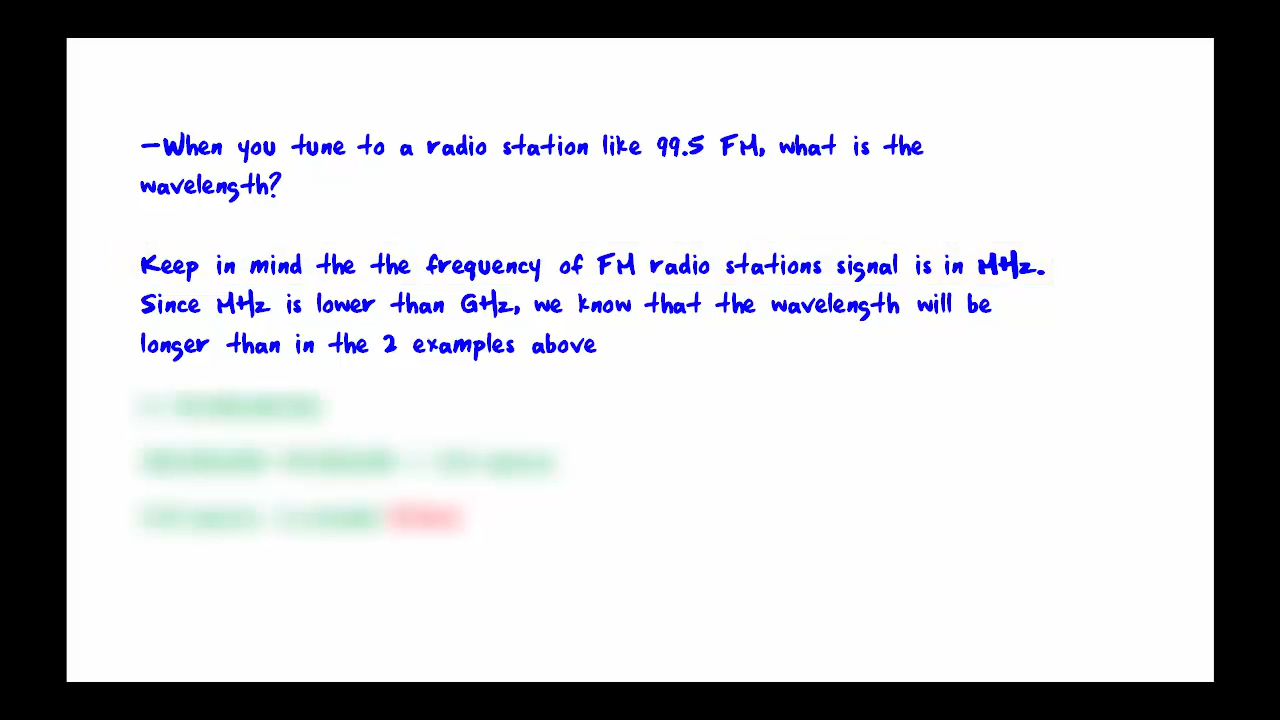 -When you tune to a radio station like 99.5 FM, what is the
wavelength?
Keep in mind the the frequency of FM radio stations signal is in MHz.
Since MHz is lower than GHz, we know that the wavelength will be
longer than in the 2 examples above